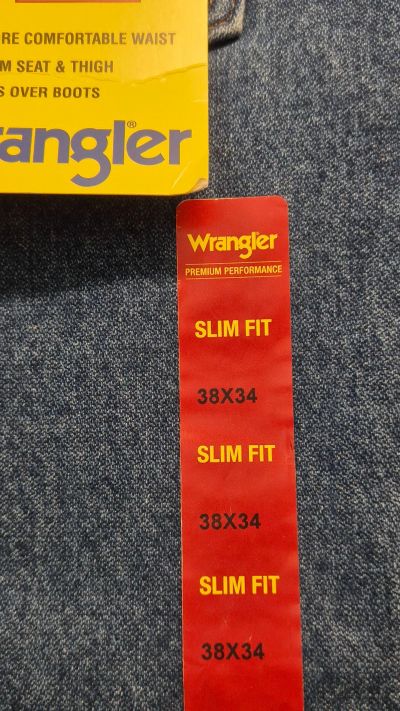 RE COMFORTABLE WAIST
M SEAT & THIGH
S OVER BOOTS
rangler®
Wrangler
PREMIUM PERFORMANCE
SLIM FIT
38X34
SLIM FIT
38X34
SLIM FIT
38X34